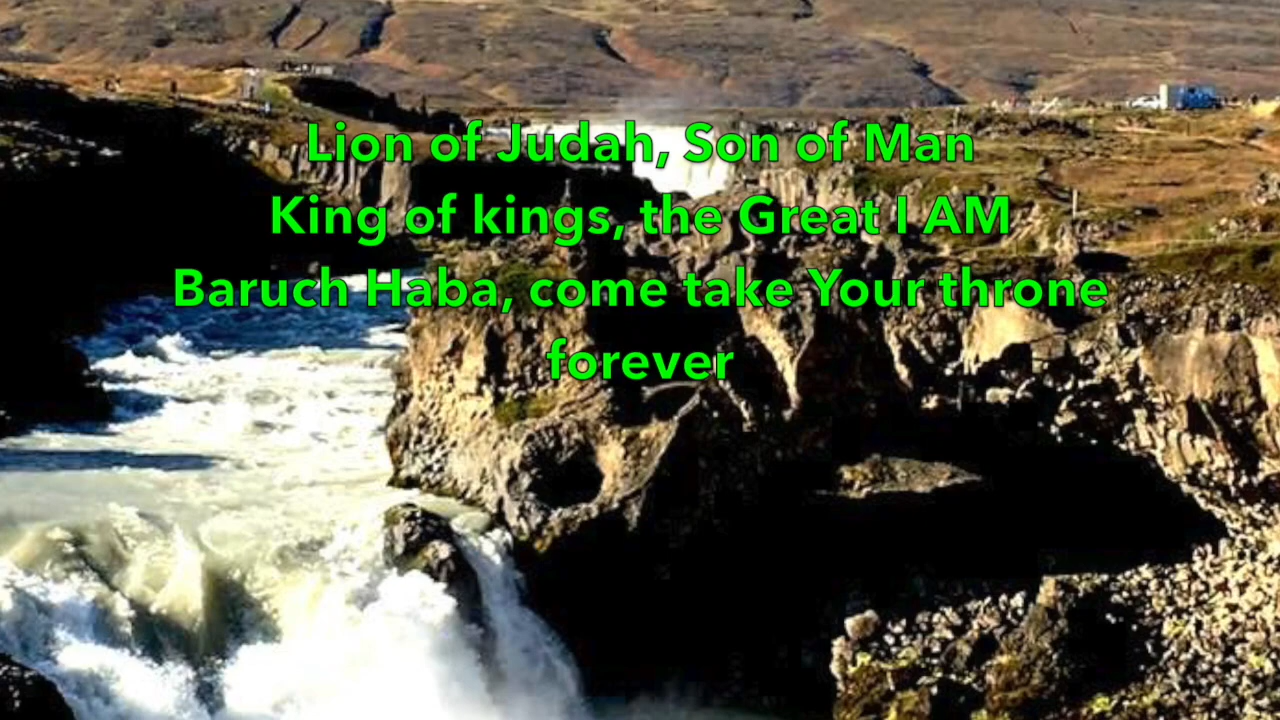 Lion of Judah, Son of Man
King of kings, the Great I AM
Baruch Haba, come take Your throne
forever